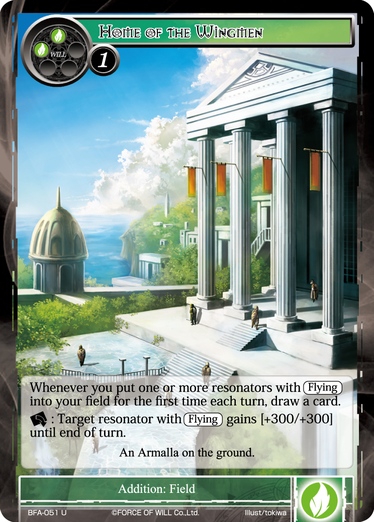 Home of the Wingmen
WILL
1
Whenever you put one or more resonators with Flying
into your field for the first time each turn, draw a card.
: Target resonator with Flying gains [+300/+300]
until end of turn.
An Armalla on the ground.
Addition: Field
BFA-051 U ©FORCE OF WILL Co.,Ltd. Illust/tokiwa